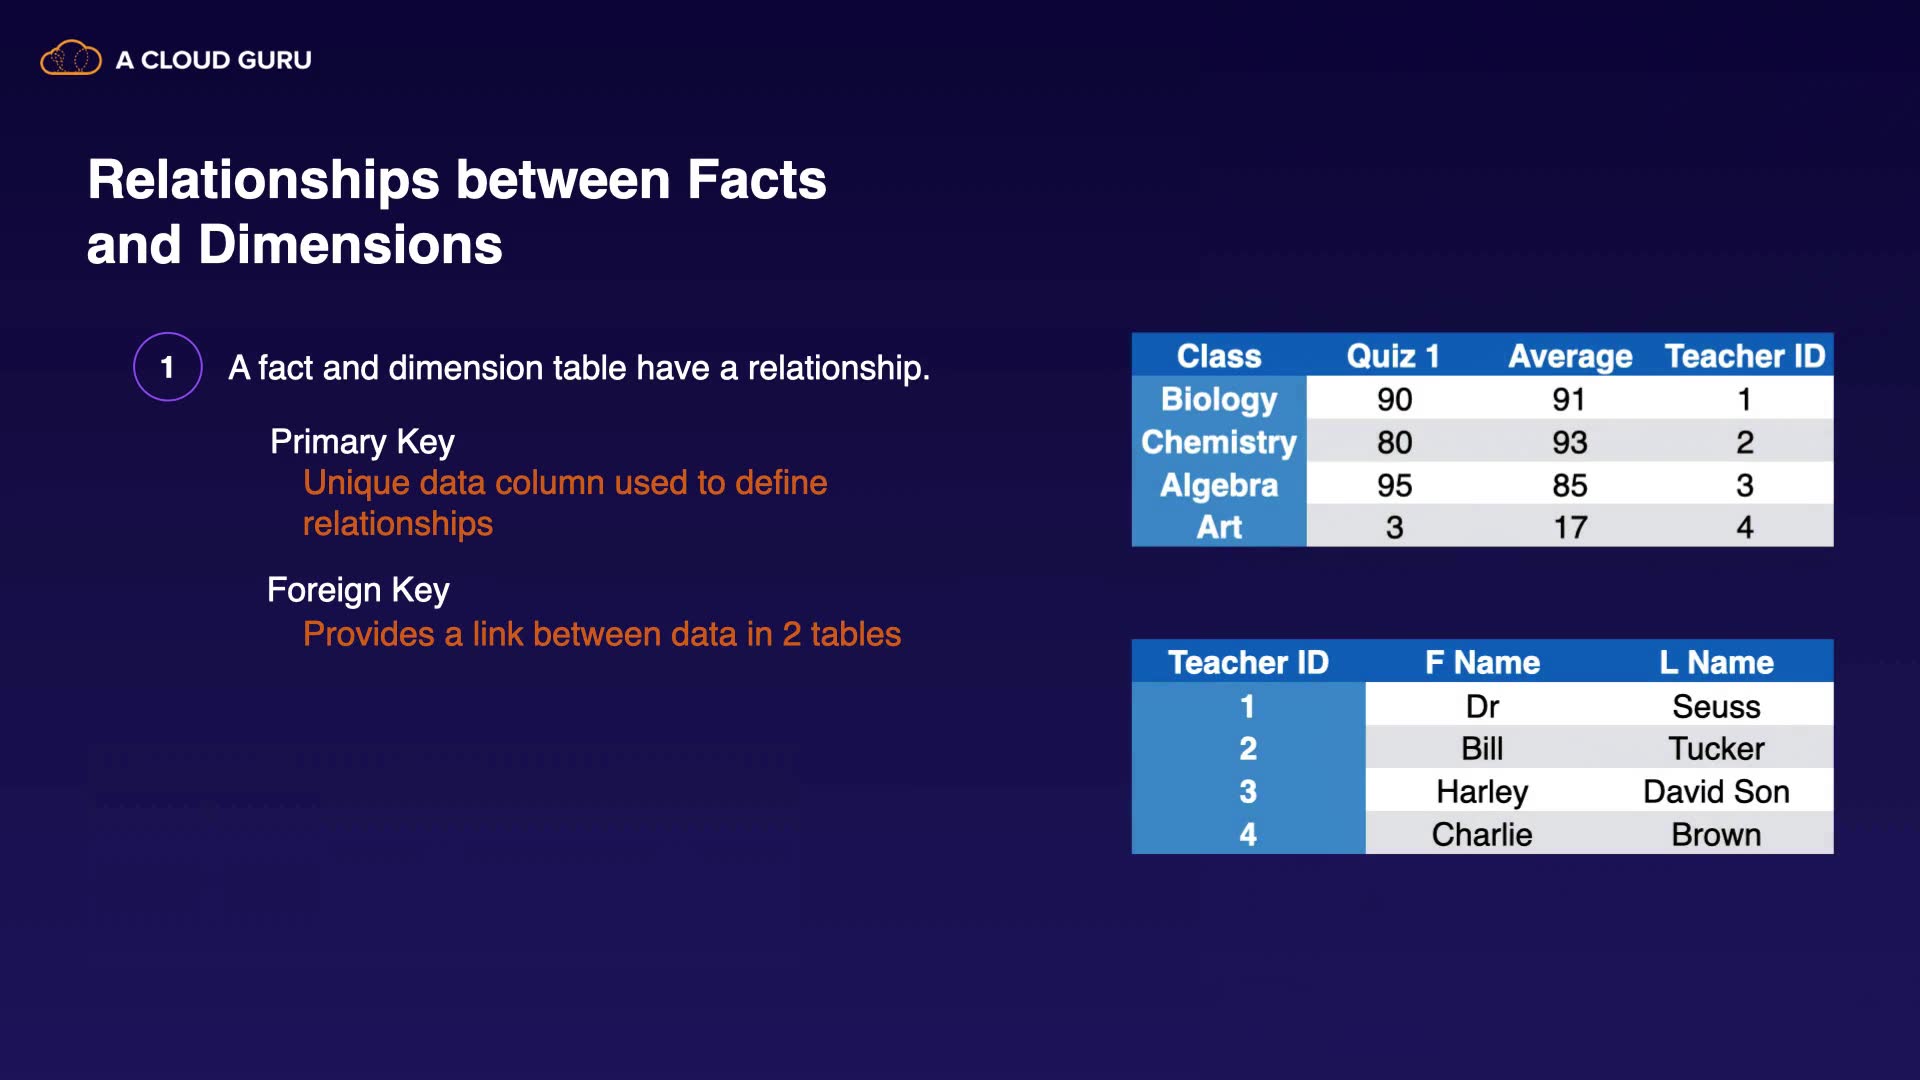 A CLOUD GURU
Relationships between Facts
and Dimensions
1 A fact and dimension table have a relationship.
Primary Key
Unique data column used to define
relationships
Foreign Key
Provides a link between data in 2 tables
Class Quiz 1 Average Teacher ID
Biology 90 91 1
Chemistry 80 93 2
Algebra 95 85 3
Art 3 17 4
Teacher ID F Name L Name
1 Dr Seuss
2 Bill Tucker
3 Harley David Son
4 Charlie Brown